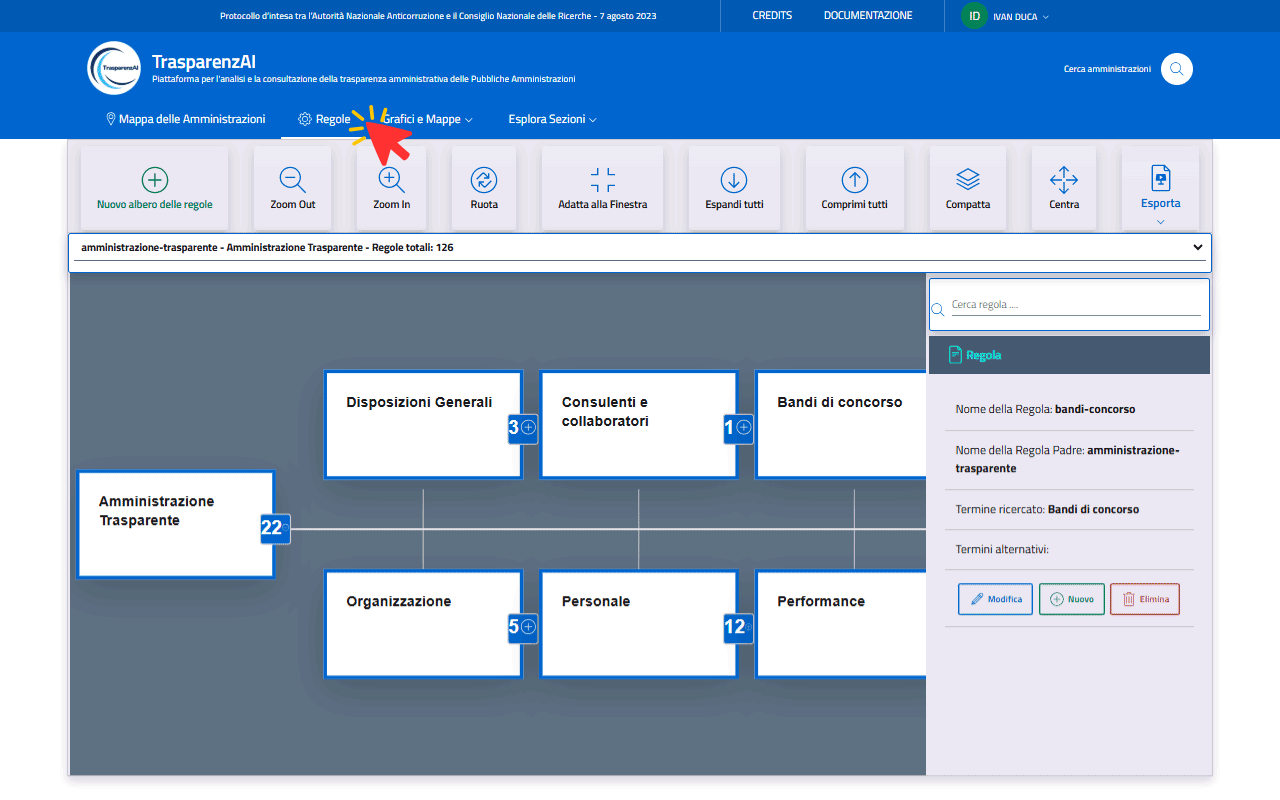 Protocollo d'intesa tra l'Autorità Nazionale Anticorruzione e il Consiglio Nazionale delle Ricerche - 7 agosto 2023
CREDITS
DOCUMENTAZIONE
ID
IVAN DUCA
TrasparenzAI
TrasparenzAI
Piattaforma per l'analisi e la consultazione della trasparenza amministrativa delle Pubbliche Amministrazioni
Cerca amministrazioni
Mappa delle Amministrazioni
Regole
Grafici e Mappe
Esplora Sezioni
Nuovo albero delle regole
Zoom Out
Zoom In
Ruota
Adatta alla Finestra
Espandi tutti
Comprimi tutti
Compatta
Centra
Esporta
amministrazione-trasparente - Amministrazione Trasparente - Regole totali: 126
Cerca regola ....
Regola
Nome della Regola: bandi-concorso
Nome della Regola Padre: amministrazione-
trasparente
Termine ricercato: Bandi di concorso
Termini alternativi:
Modifica
Nuovo
Elimina
Disposizioni Generali
3
Consulenti e
collaboratori
1
Bandi di concorso
Amministrazione
Trasparente
22
Organizzazione
5
Personale
12
Performance